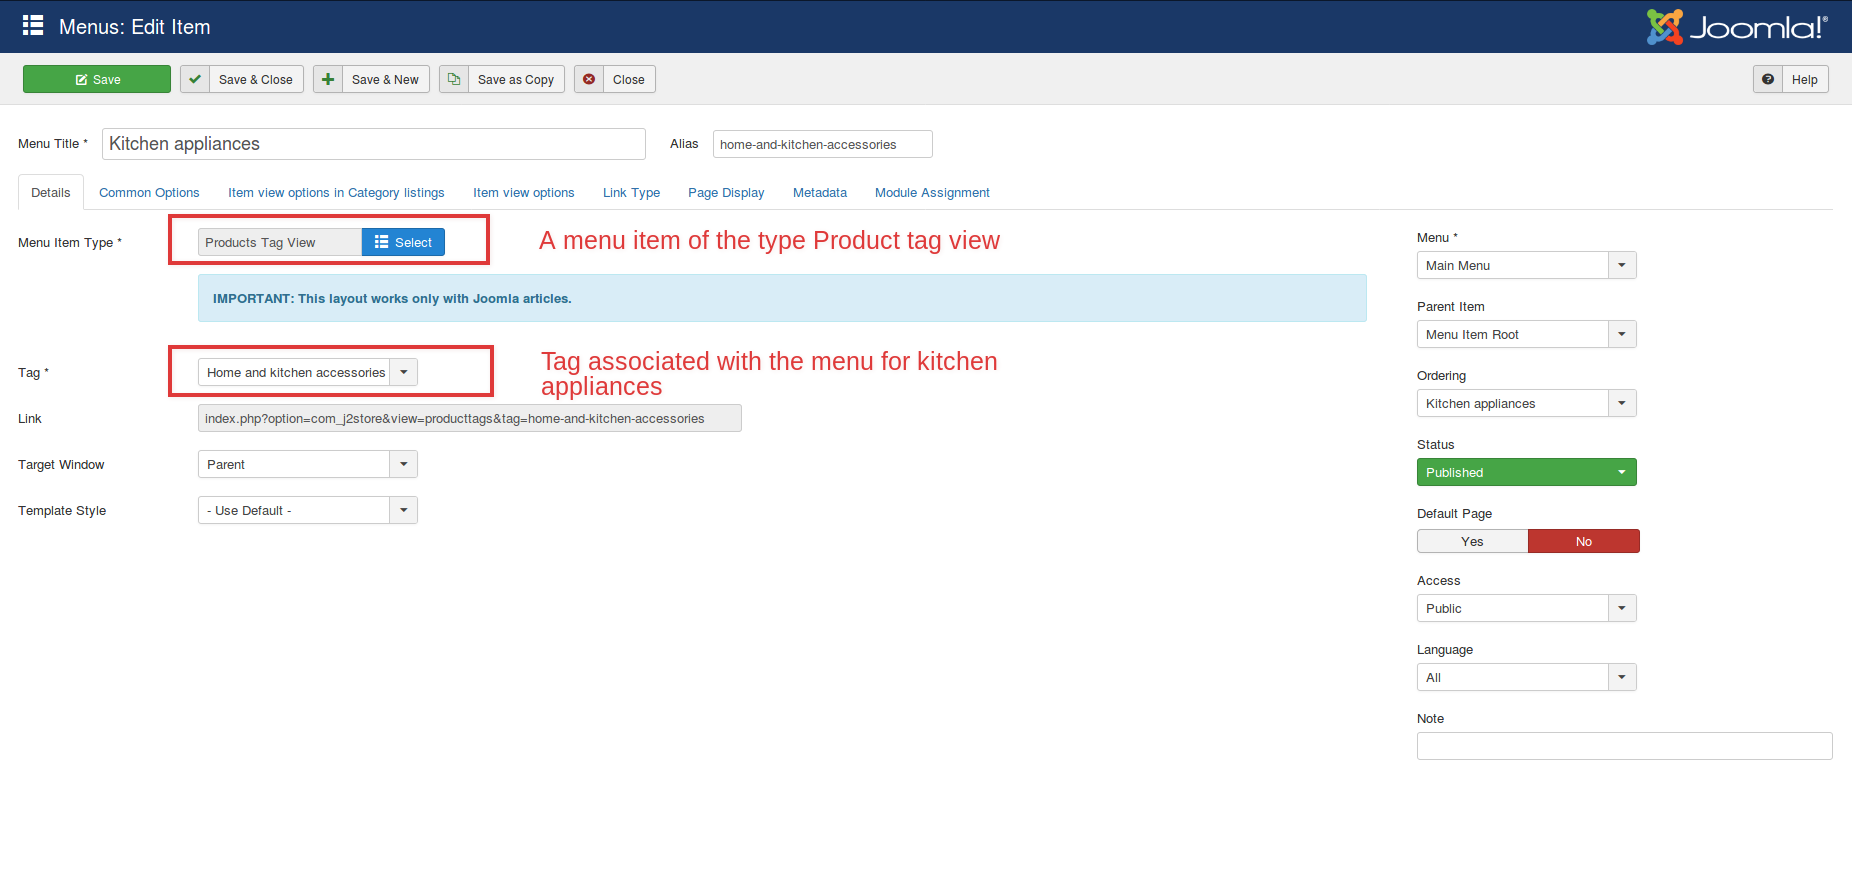 Menus: Edit Item
Joomla!®
Save
Save & Close
Save & New
Save as Copy
Close
Help
Menu Title *
Kitchen appliances
Alias
home-and-kitchen-accessories
Details
Common Options
Item view options in Category listings
Item view options
Link Type
Page Display
Metadata
Module Assignment
Menu Item Type *
Products Tag View
Select
A menu item of the type Product tag view
IMPORTANT: This layout works only with Joomla articles.
Tag *
Home and kitchen accessories
Tag associated with the menu for kitchen
appliances
Link
index.php?option=com_j2store&view=producttags&tag=home-and-kitchen-accessories
Target Window
Parent
Template Style
- Use Default -
Menu *
Main Menu
Parent Item
Menu Item Root
Ordering
Kitchen appliances
Status
Published
Default Page
Yes
No
Access
Public
Language
All
Note